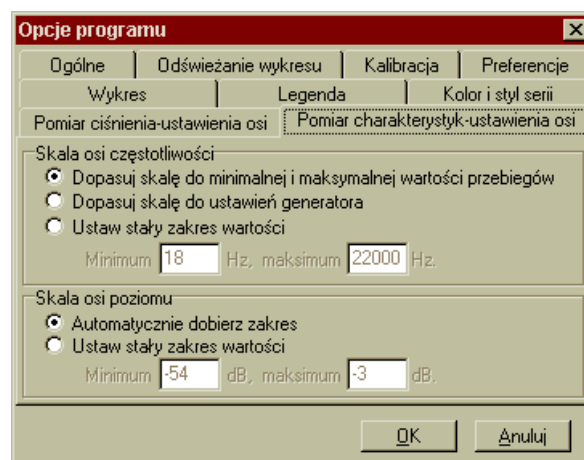 Opcje programu
Ogólne Odświeżanie wykresu Kalibracja Preferencje
Wykres Legenda Kolor i styl serii
Pomiar ciśnienia-ustawienia osi Pomiar charakterystyk-ustawienia osi
Skala osi częstotliwości
Dopasuj skalę do minimalnej i maksymalnej wartości przebiegów
Dopasuj skalę do ustawień generatora
Ustaw stały zakres wartości
Minimum 18 Hz, maksimum 22000 Hz.
Skala osi poziomu
Automatycznie dobierz zakres
Ustaw stały zakres wartości
Minimum -54 dB, maksimum -3 dB.
OK Anuluj